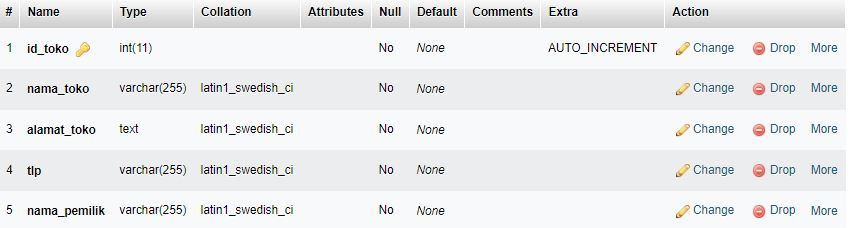 # Name Type Collation Attributes Null Default Comments Extra Action
1 id_toko int(11) No None AUTO_INCREMENT Change Drop More
2 nama_toko varchar(255) latin1_swedish_ci No None Change Drop More
3 alamat_toko text latin1_swedish_ci No None Change Drop More
4 tlp varchar(255) latin1_swedish_ci No None Change Drop More
5 nama_pemilik varchar(255) latin1_swedish_ci No None Change Drop More